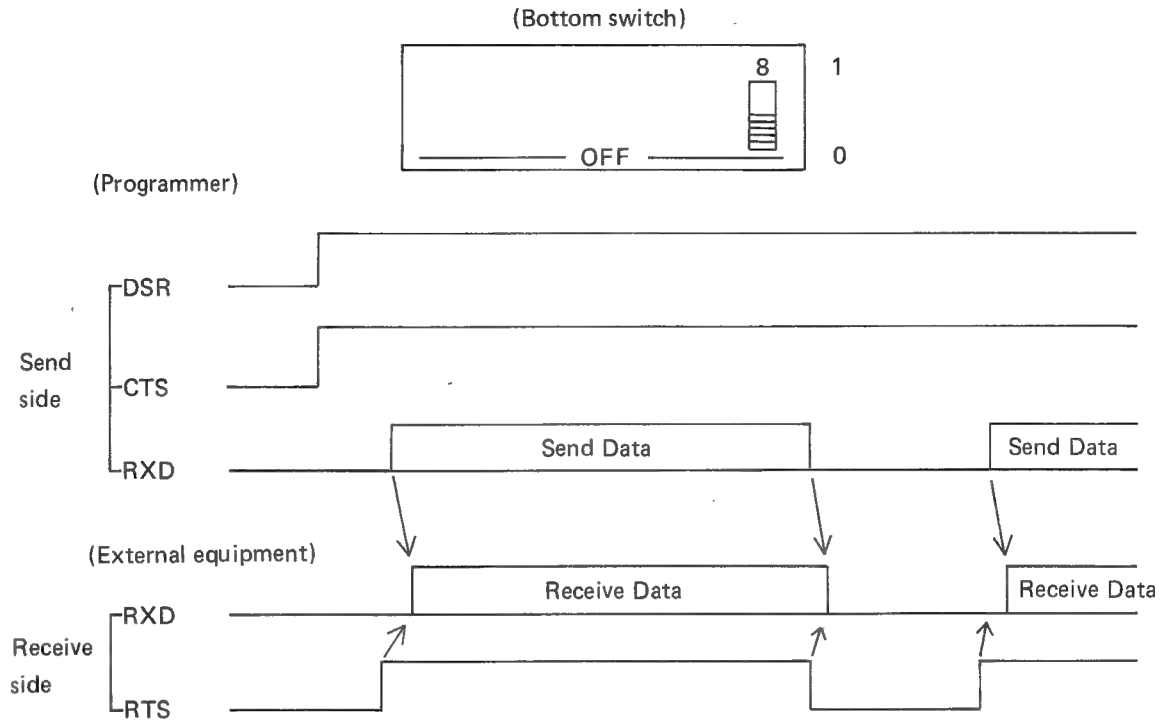 (Bottom switch)
8
1
OFF
0
(Programmer)
DSR
Send
side
CTS
Send Data
Send Data
RXD
(External equipment)
RXD
Receive Data
Receive Data
Receive
side
RTS